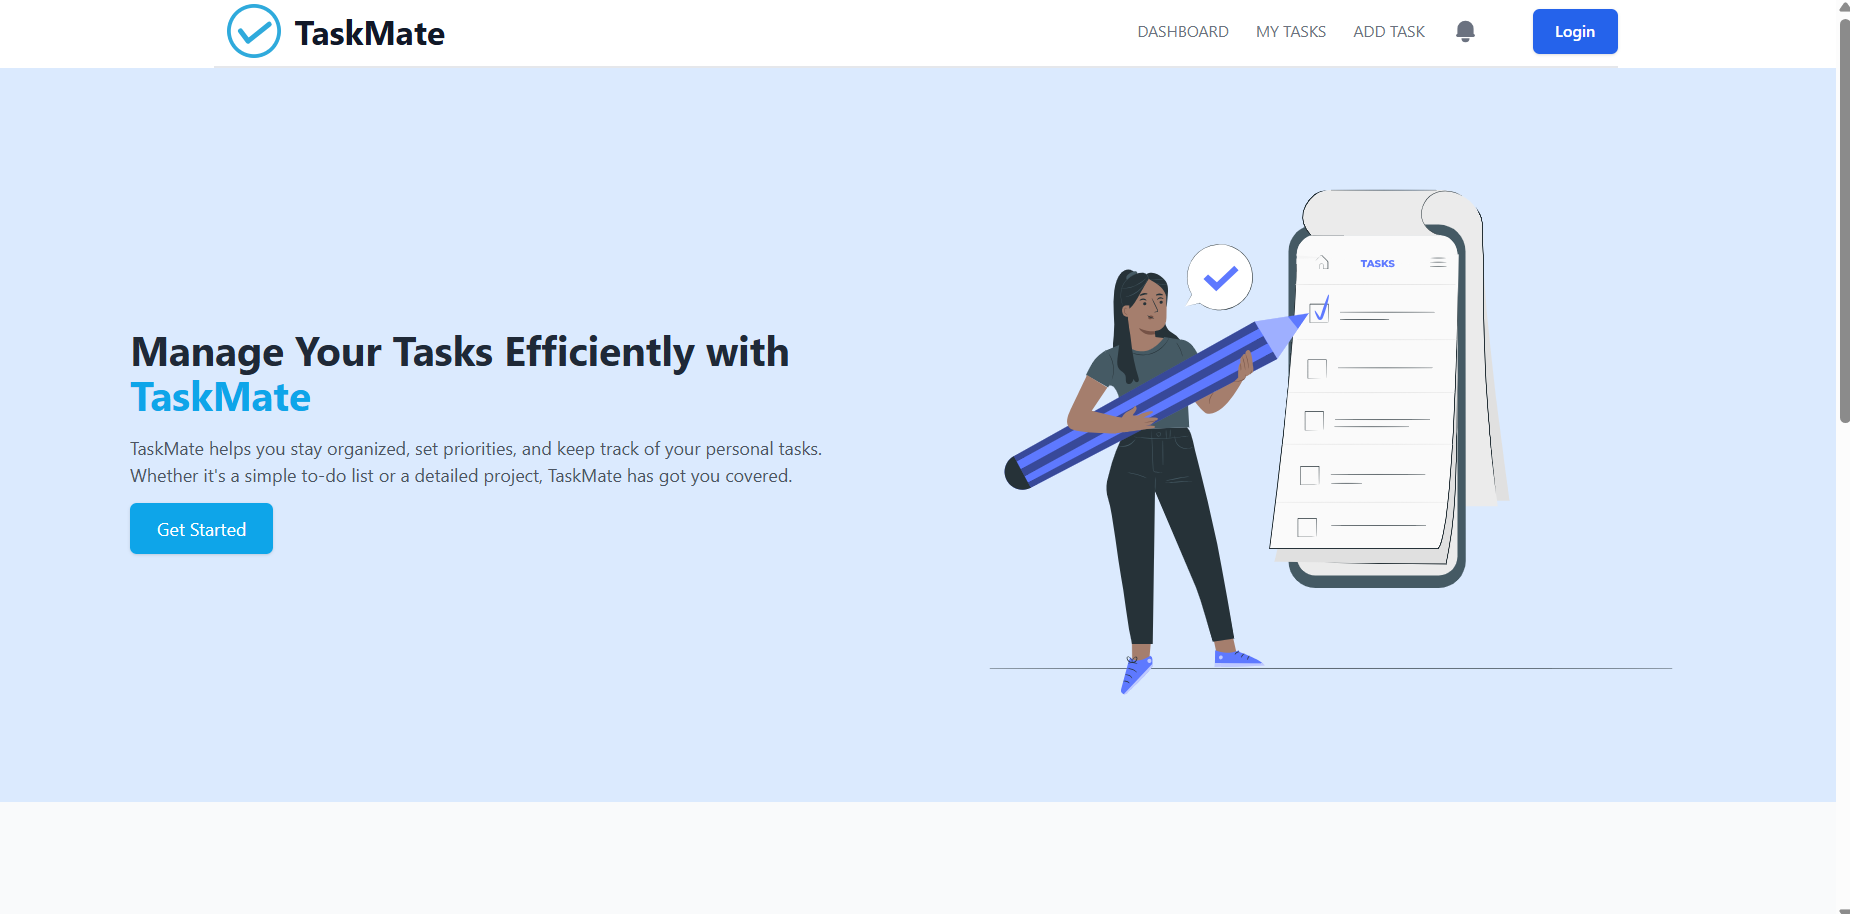 TaskMate
DASHBOARD MY TASKS ADD TASK Login
Manage Your Tasks Efficiently with
TaskMate
TaskMate helps you stay organized, set priorities, and keep track of your personal tasks.
Whether it's a simple to-do list or a detailed project, TaskMate has got you covered.
Get Started
TASKS